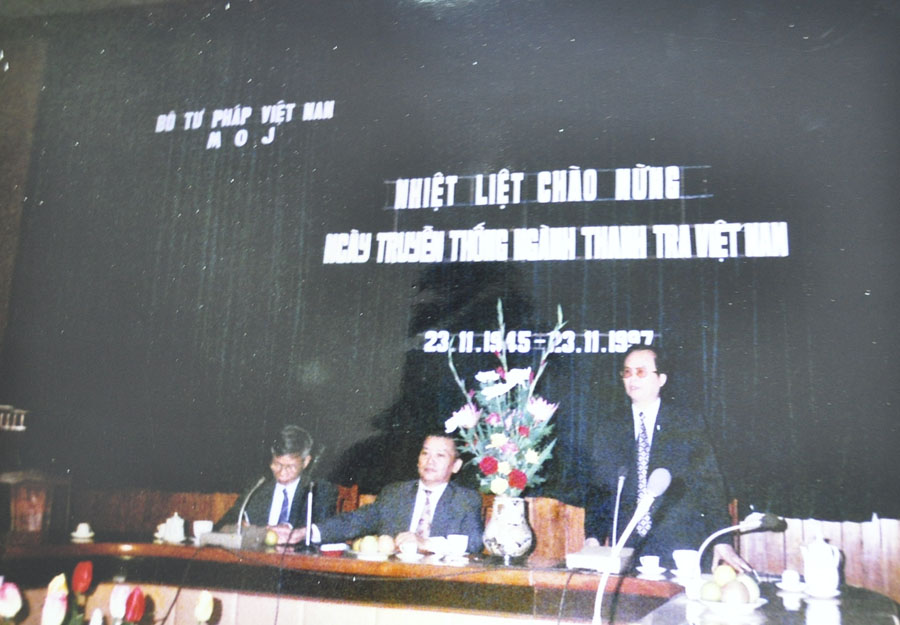 BỘ TƯ PHÁP VIỆT NAM
MOJ
NHIỆT LIỆT CHÀO MỪNG
NGÀY TRUYỀN THỐNG NGÀNH THANH TRA VIỆT NAM
23.11.1945-23.11.1997